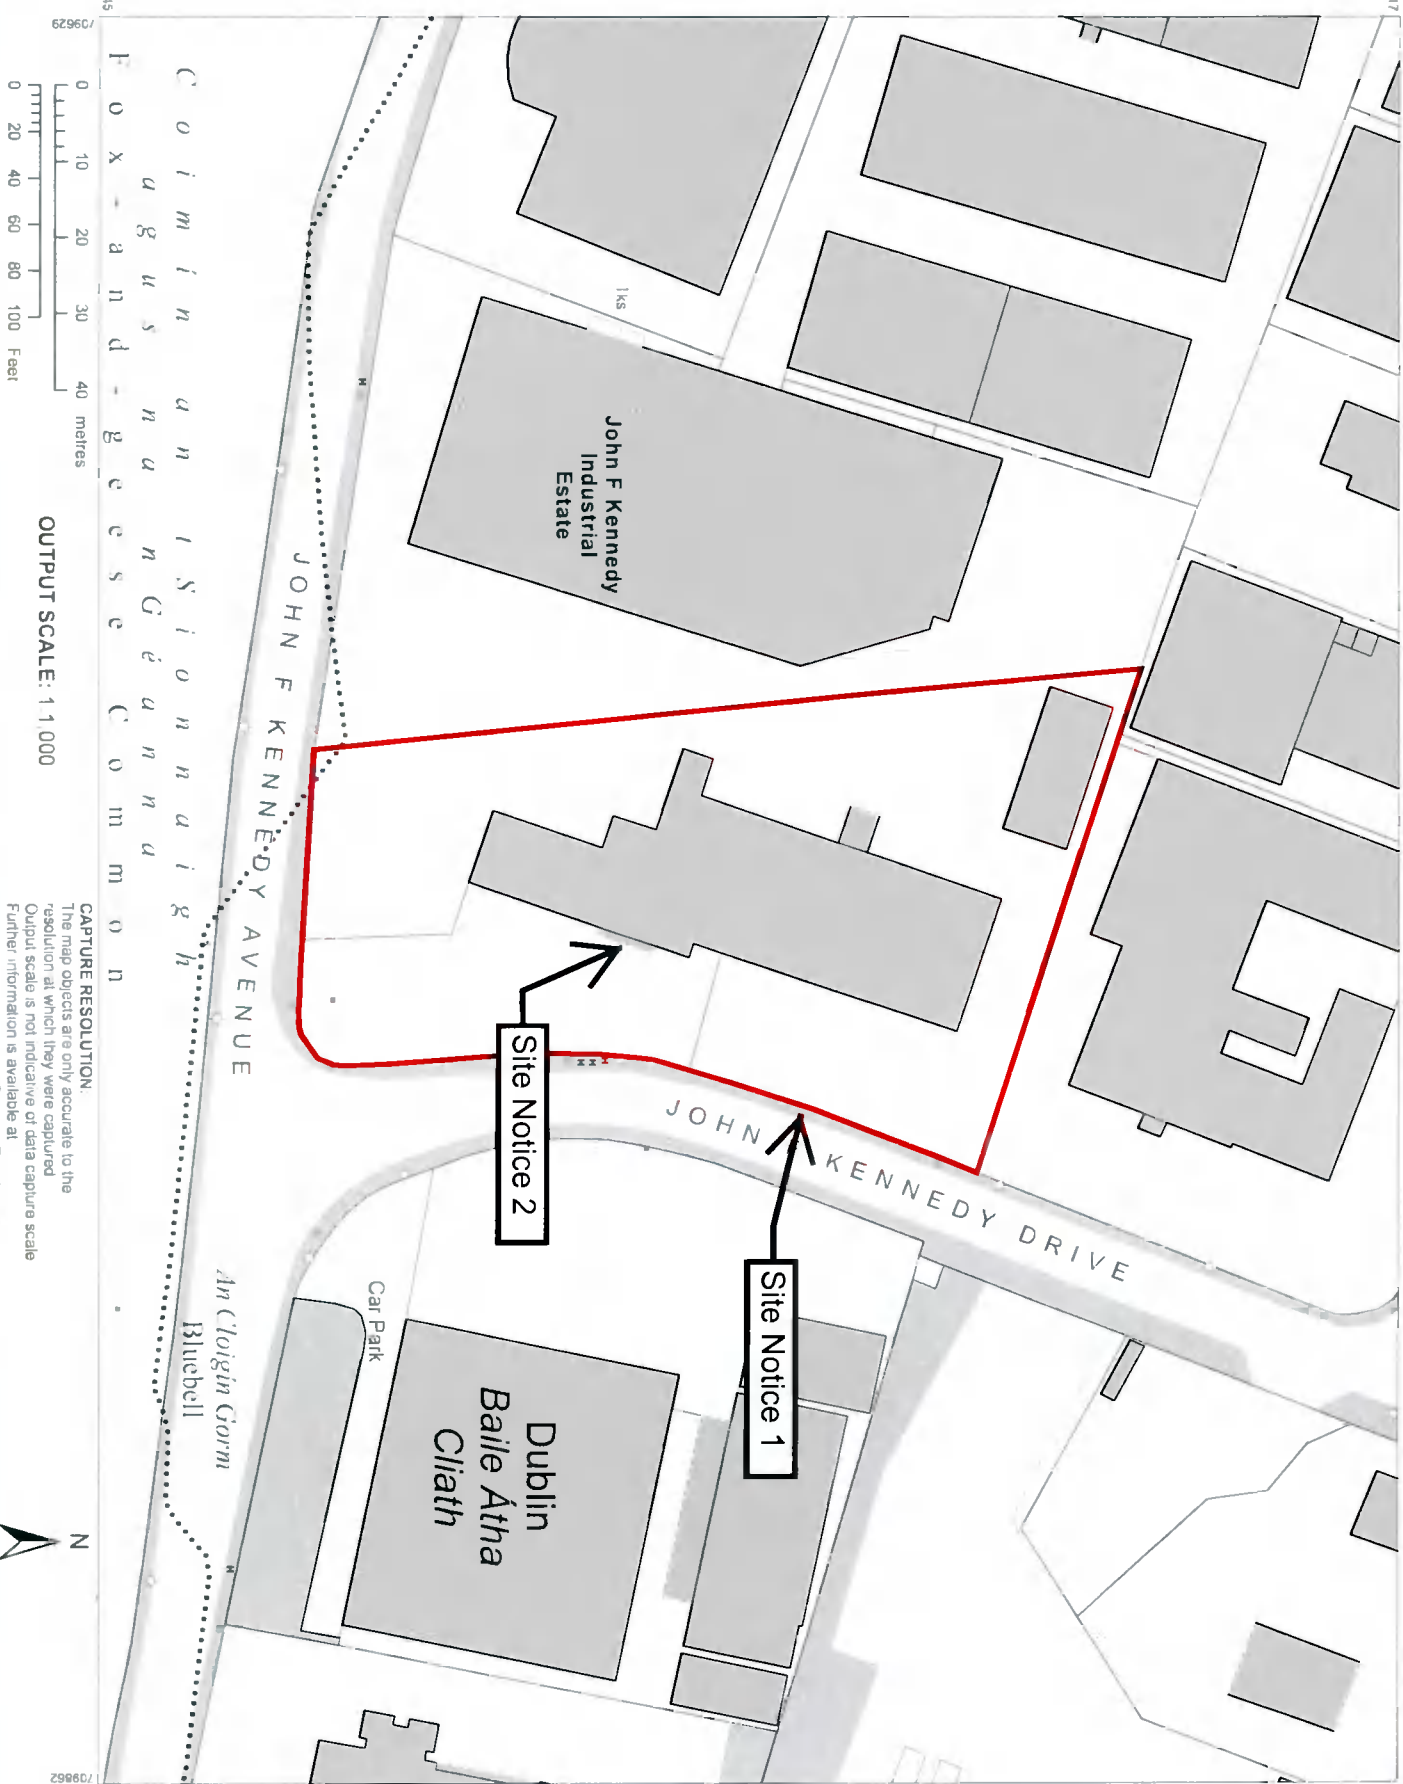 John F Kennedy
Industrial
Estate
1ks
JOHN F KENNEDY AVENUE
JOHN KENNEDY DRIVE
Site Notice 1
Site Notice 2
Dublin
Baile Átha
Cliath
Car Park
An Cloigín Gorm
Bluebell
Coimín an tSionnaigh
agus na nGéanna
Fox-and-geese Common
709629
709862
0 10 20 30 40 metres
0 20 40 60 80 100 Feet
OUTPUT SCALE: 1:1,000
CAPTURE RESOLUTION:
The map objects are only accurate to the
resolution at which they were captured
Output scale is not indicative of data capture scale
Further information is available at
N